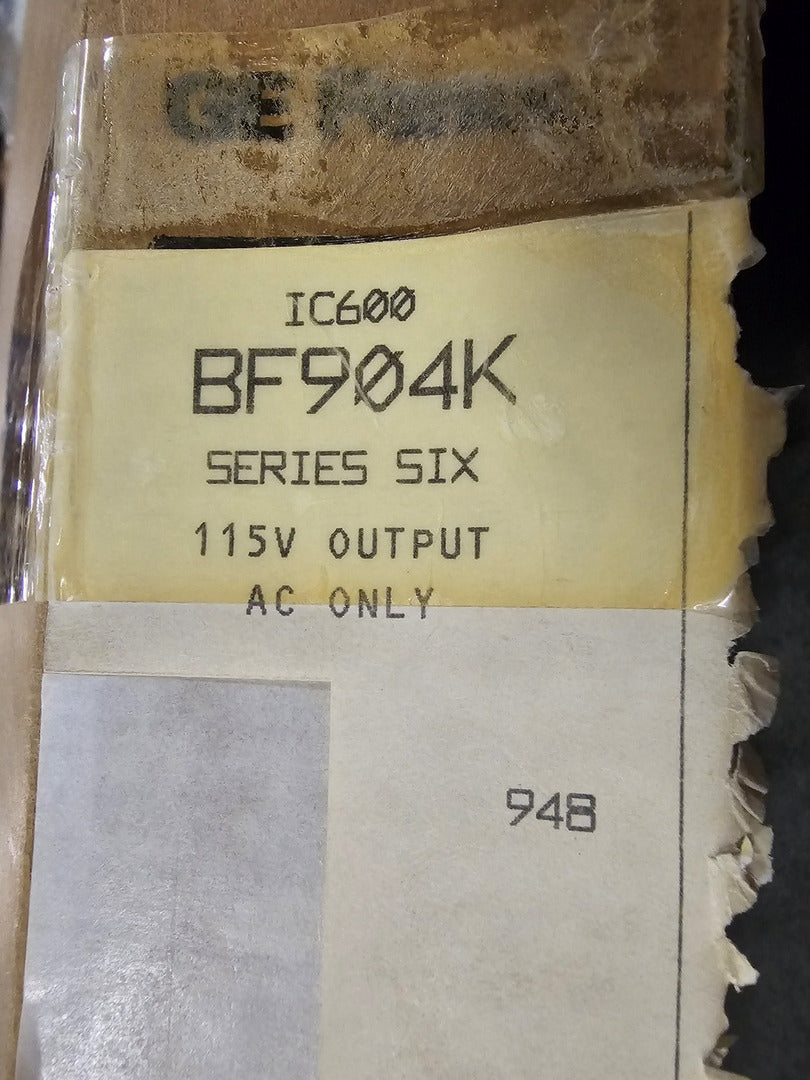 GE
IC600
BF904K
SERIES SIX
115V OUTPUT
AC ONLY
948